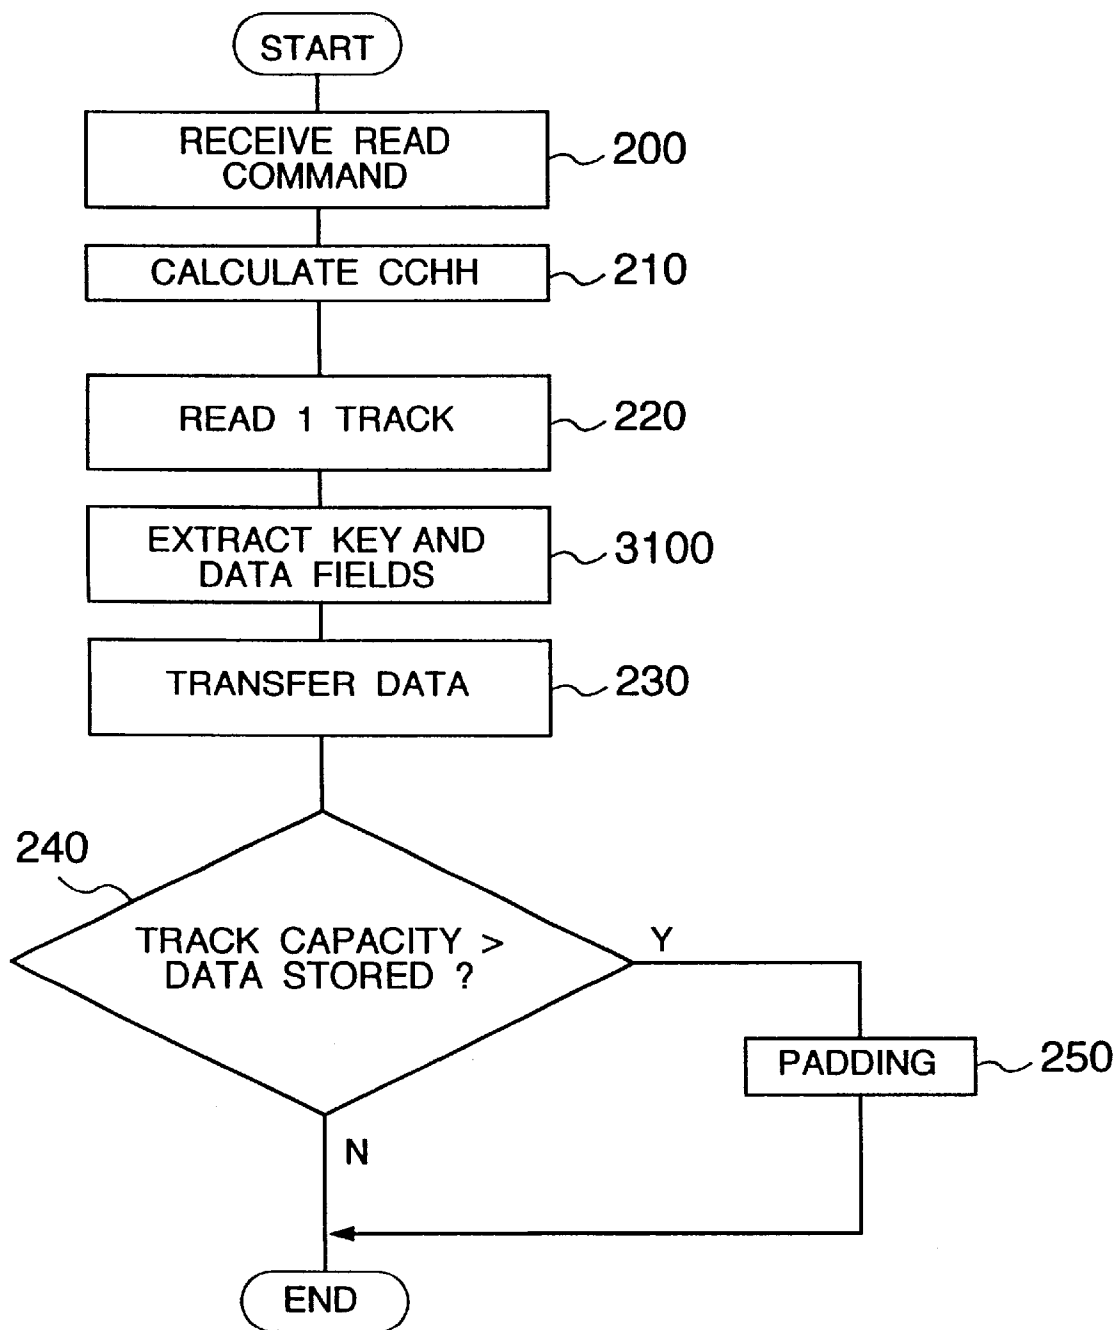 START
RECEIVE READ
COMMAND
200
CALCULATE CCHH
210
READ 1 TRACK
220
EXTRACT KEY AND
DATA FIELDS
3100
TRANSFER DATA
230
240
TRACK CAPACITY >
DATA STORED ?
Y
PADDING
250
N
END